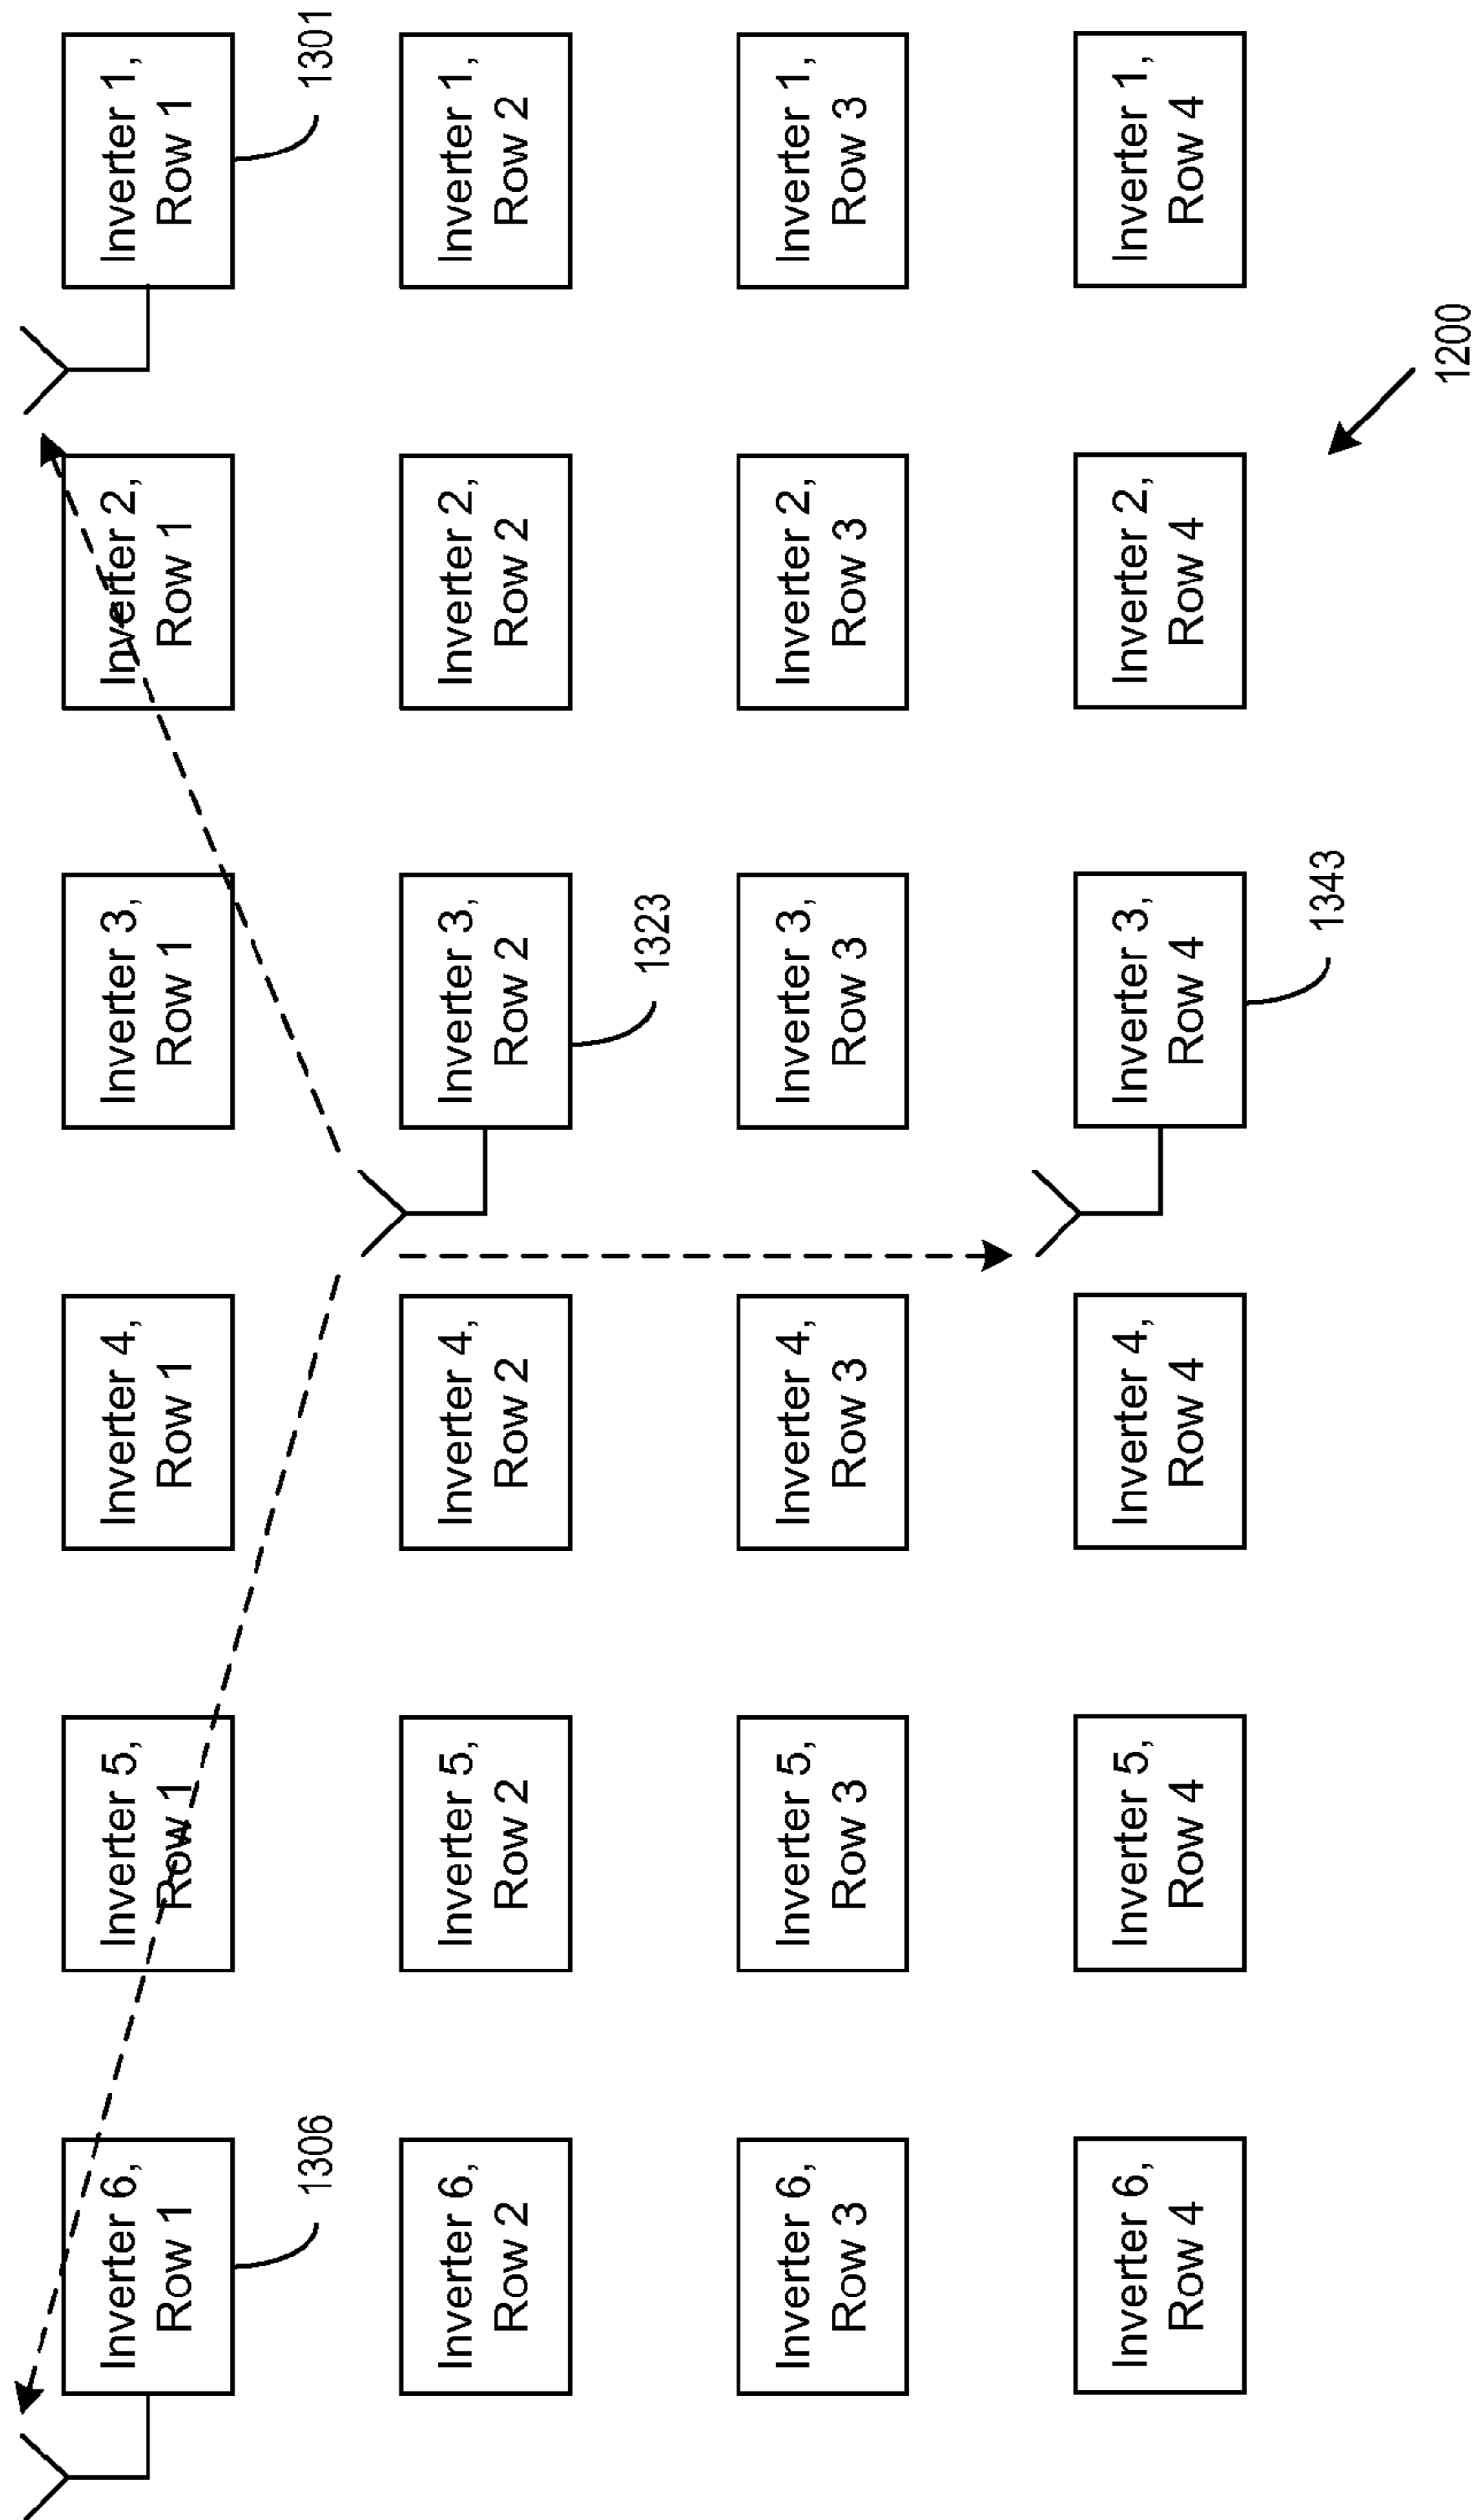 Inverter 6,
Row 1
Inverter 5,
Row 1
Inverter 4,
Row 1
Inverter 3,
Row 1
Inverter 2,
Row 1
Inverter 1,
Row 1
1306
1301
Inverter 6,
Row 2
Inverter 5,
Row 2
Inverter 4,
Row 2
Inverter 3,
Row 2
Inverter 2,
Row 2
Inverter 1,
Row 2
1323
Inverter 6,
Row 3
Inverter 5,
Row 3
Inverter 4,
Row 3
Inverter 3,
Row 3
Inverter 2,
Row 3
Inverter 1,
Row 3
Inverter 6,
Row 4
Inverter 5,
Row 4
Inverter 4,
Row 4
Inverter 3,
Row 4
Inverter 2,
Row 4
Inverter 1,
Row 4
1343
1200